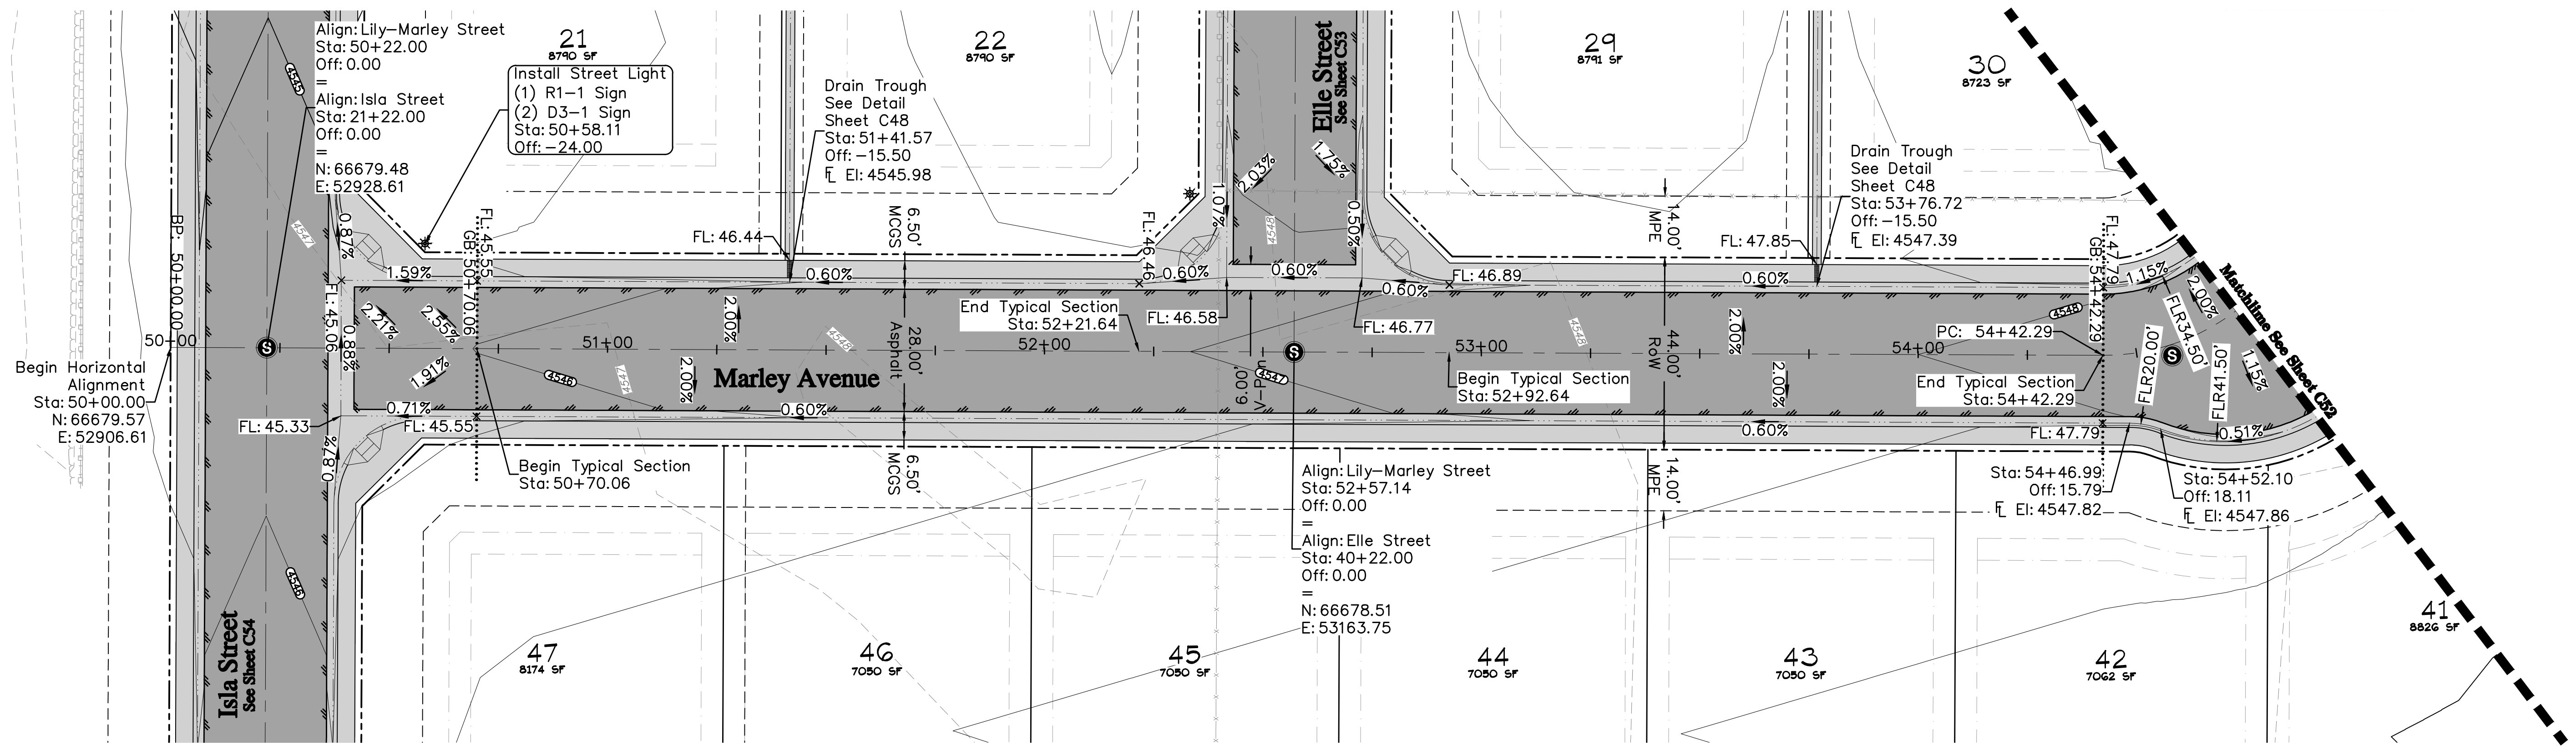 Align: Lily-Marley Street
Sta: 50+22.00
Off: 0.00
=
Align: Isla Street
Sta: 21+22.00
Off: 0.00
=
N: 66679.48
E: 52928.61
4545
21
8790 SF
Install Street Light
(1) R1-1 Sign
(2) D3-1 Sign
Sta: 50+58.11
Off: -24.00
Drain Trough
See Detail
Sheet C48
Sta: 51+41.57
Off: -15.50
FL El: 4545.98
22
8790 SF
Elle Street
See Sheet C53
29
8791 SF
30
8723 SF
Drain Trough
See Detail
Sheet C48
Sta: 53+76.72
Off: -15.50
FL El: 4547.39
2.03%
1.75%
1.07%
0.50%
4548
BP: 50+00.00
4547
0.87%
FL: 45.55
GB: 50+70.06
FL: 46.44
6.50'
MCGS
FL: 46.46
14.00'
MPE
FL: 47.85
FL: 47.79
GB: 54+42.29
1.59%
0.60%
0.60%
0.60%
0.60%
FL: 46.89
0.60%
1.15%
2.00%
Matchlime See Sheet C52
FL: 45.06
0.88%
2.21%
2.55%
1.91%
2.00%
End Typical Section
Sta: 52+21.64
FL: 46.58
FL: 46.77
2.00%
4548
PC: 54+42.29
FLR20.00'
FLR34.50'
FLR41.50'
1.15%
50+00
51+00
52+00
53+00
54+00
28.00'
Asphalt
44.00'
RoW
4548
4548
4547
4546
4547
6.00'
V-Pan
Begin Horizontal
Alignment
Sta: 50+00.00
N: 66679.57
E: 52906.61
2.00%
Marley Avenue
Begin Typical Section
Sta: 52+92.64
2.00%
End Typical Section
Sta: 54+42.29
0.71%
0.60%
0.60%
0.51%
FL: 45.33
FL: 45.55
FL: 47.79
0.87%
Begin Typical Section
Sta: 50+70.06
6.50'
MCGS
14.00'
MPE
Align: Lily-Marley Street
Sta: 52+57.14
Off: 0.00
=
Align: Elle Street
Sta: 40+22.00
Off: 0.00
=
N: 66678.51
E: 53163.75
Sta: 54+46.99
Off: 15.79
FL El: 4547.82
Sta: 54+52.10
Off: 18.11
FL El: 4547.86
4546
Isla Street
See Sheet C54
47
8174 SF
46
7050 SF
45
7050 SF
44
7050 SF
43
7050 SF
42
7062 SF
41
8826 SF
S
S
S